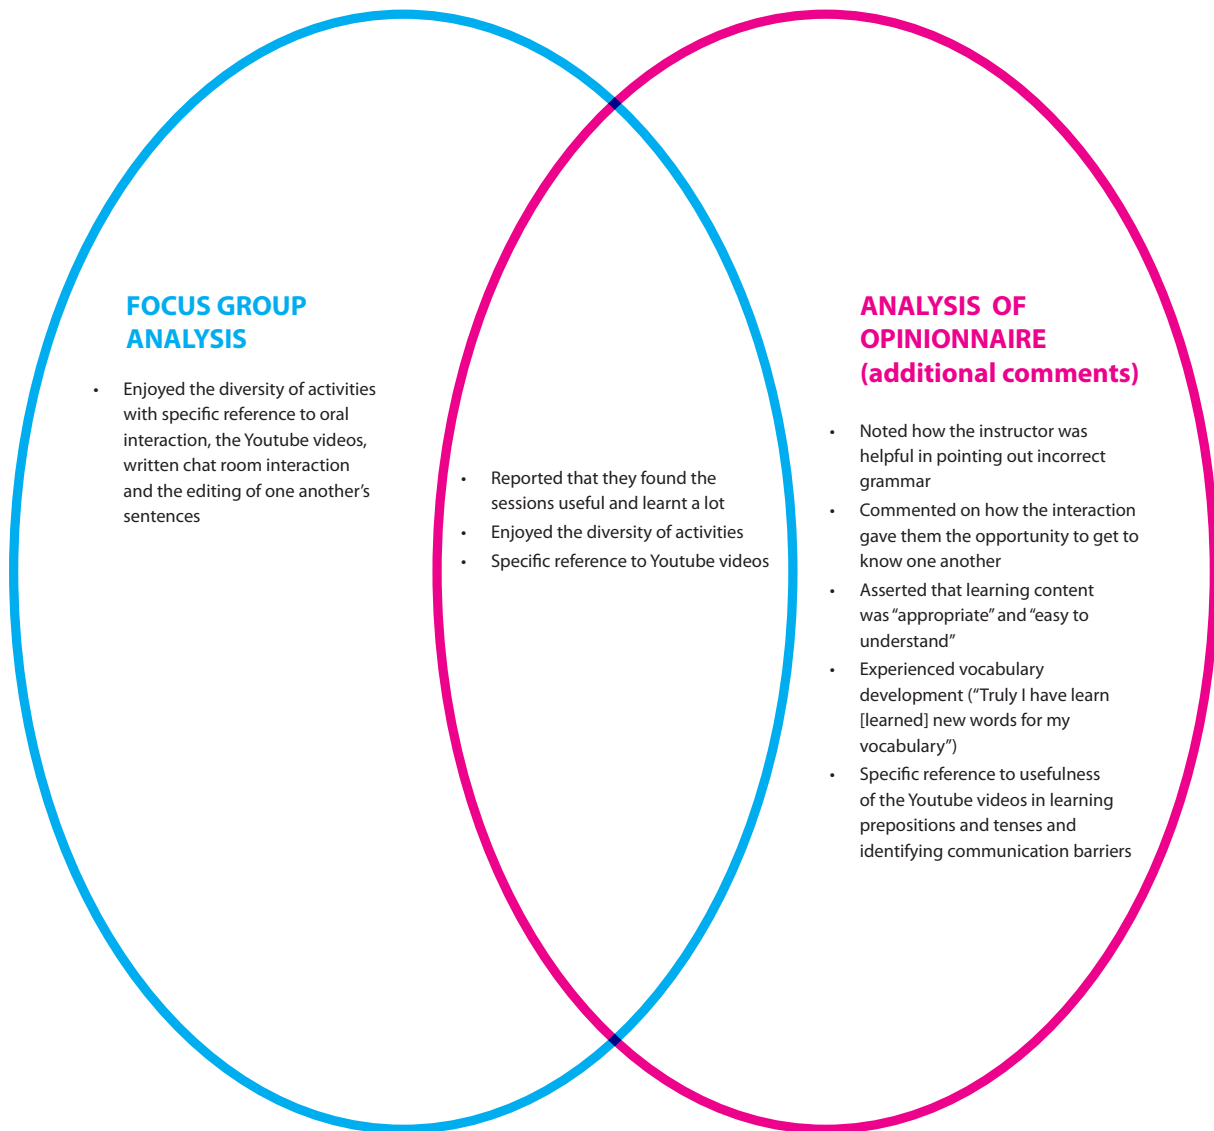 FOCUS GROUP
ANALYSIS
• Enjoyed the diversity of activities
with specific reference to oral
interaction, the Youtube videos,
written chat room interaction
and the editing of one another’s
sentences
• Reported that they found the
sessions useful and learnt a lot
• Enjoyed the diversity of activities
• Specific reference to Youtube videos
ANALYSIS OF
OPINIONNAIRE
(additional comments)
• Noted how the instructor was
helpful in pointing out incorrect
grammar
• Commented on how the interaction
gave them the opportunity to get to
know one another
• Asserted that learning content
was “appropriate” and “easy to
understand”
• Experienced vocabulary
development (“Truly I have learn
[learned] new words for my
vocabulary”)
• Specific reference to usefulness
of the Youtube videos in learning
prepositions and tenses and
identifying communication barriers